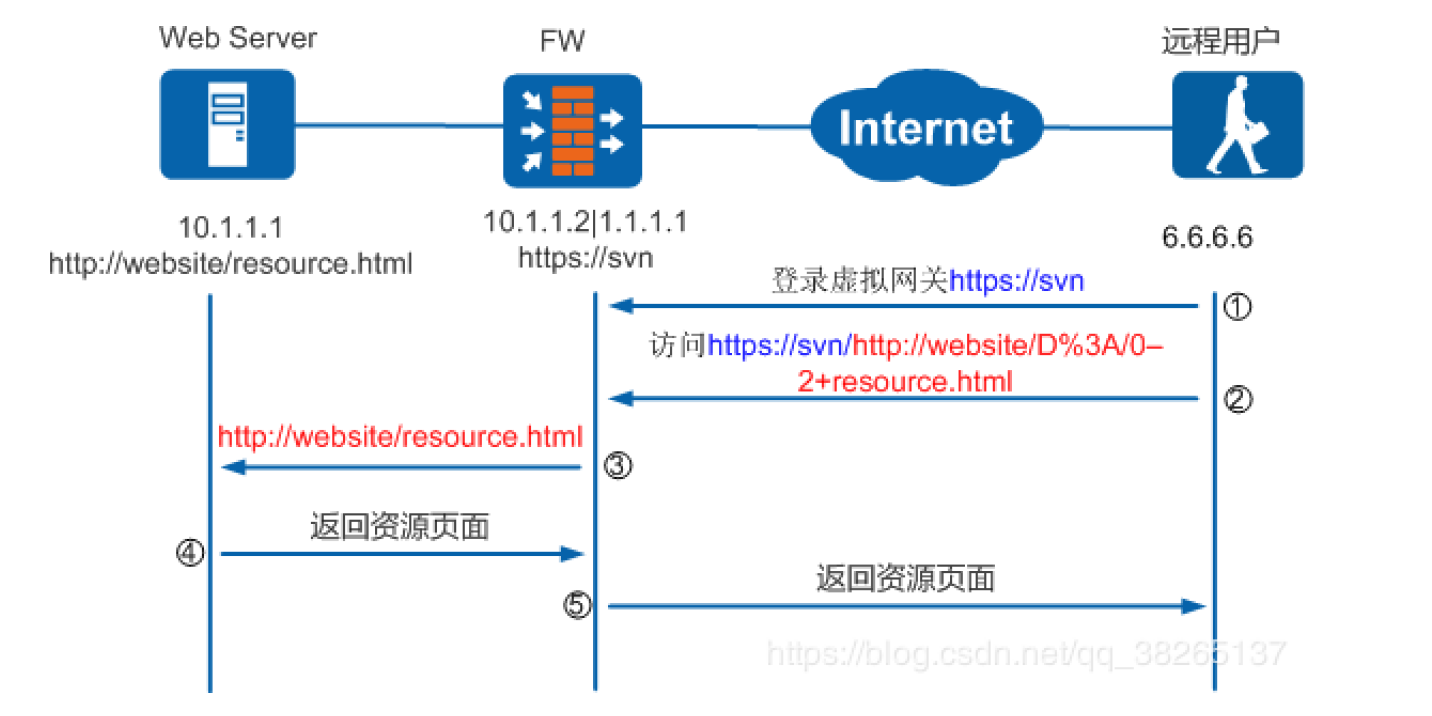 Web Server
FW
远程用户
Internet
10.1.1.1
http://website/resource.html
10.1.1.2|1.1.1.1
https://svn
6.6.6.6
登录虚拟网关https://svn
①
访问https://svn/http://website/D%3A/0–
2+resource.html
②
http://website/resource.html
③
返回资源页面
④
返回资源页面
⑤
https://blog.csdn.net/qq_38265137